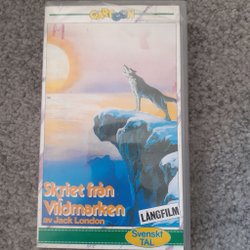 CARTOON
Skriet från
Vildmarken
av Jack London
LÅNGFILM
Svenskt
TAL